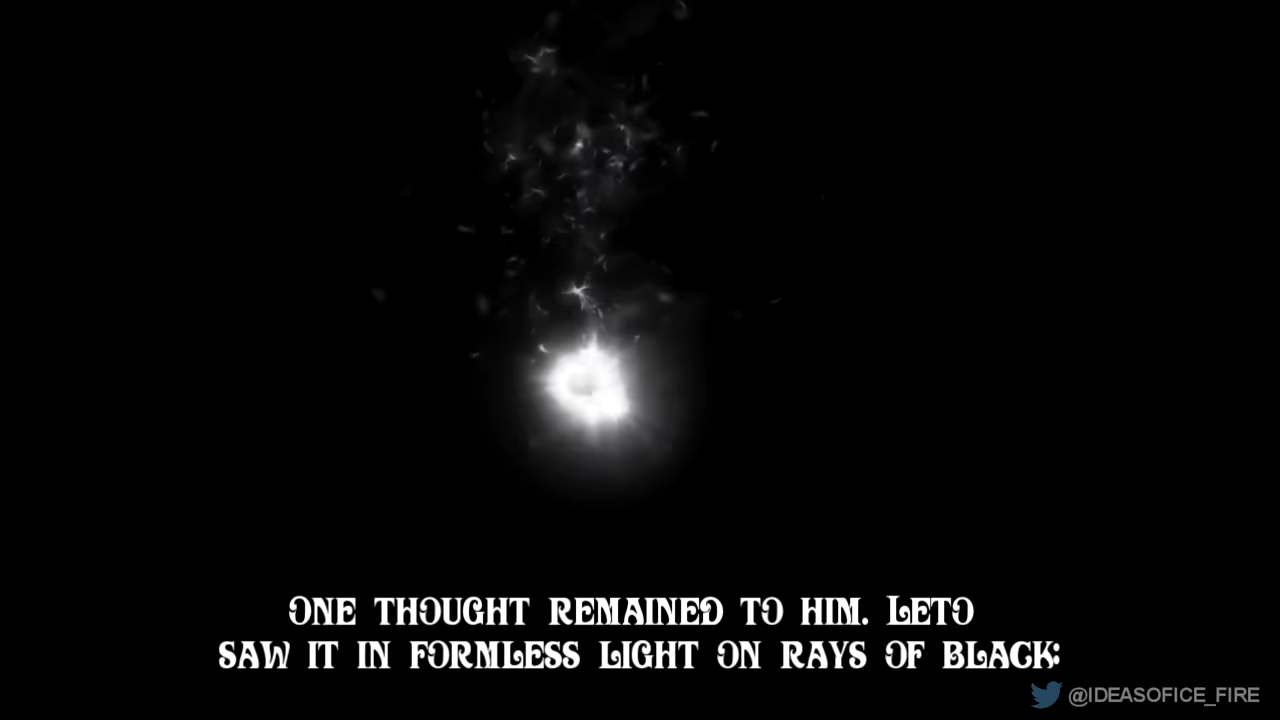 ONE THOUGHT REMAINED TO HIM. LETO
SAW IT IN FORMLESS LIGHT ON RAYS OF BLACK:
@IDEASOFICE_FIRE